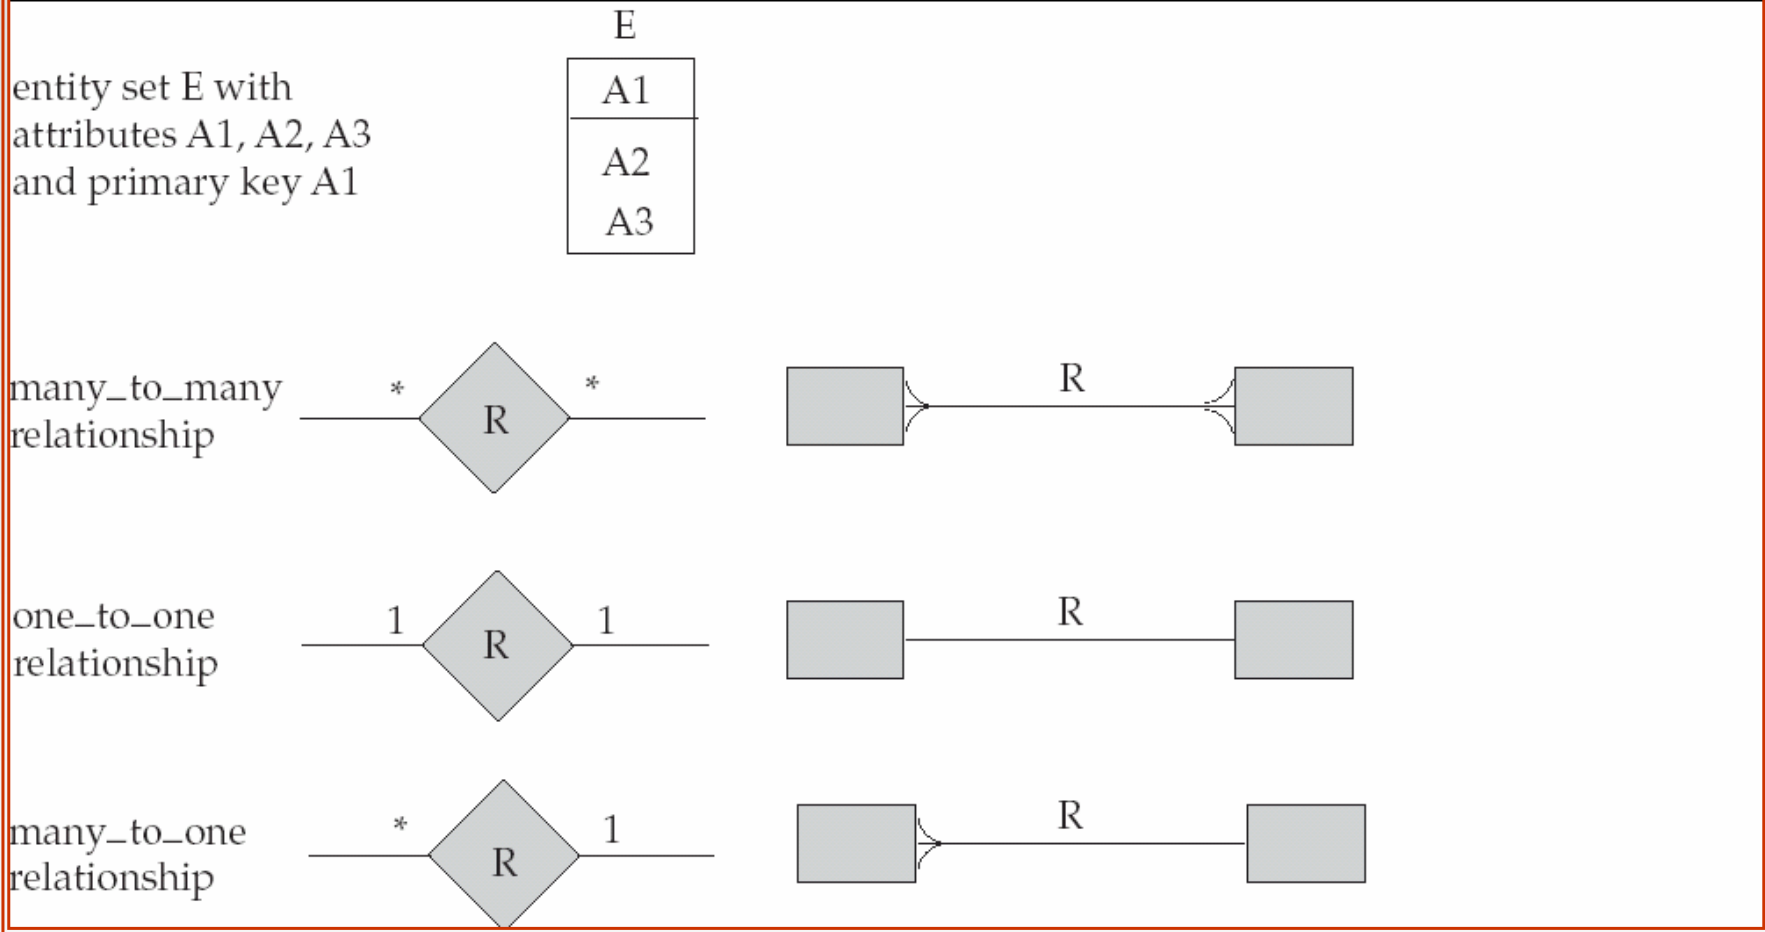 E
entity set E with
attributes A1, A2, A3
and primary key A1
A1
A2
A3
many_to_many
relationship
*
R
*
R
one_to_one
relationship
1
R
1
R
many_to_one
relationship
*
R
1
R